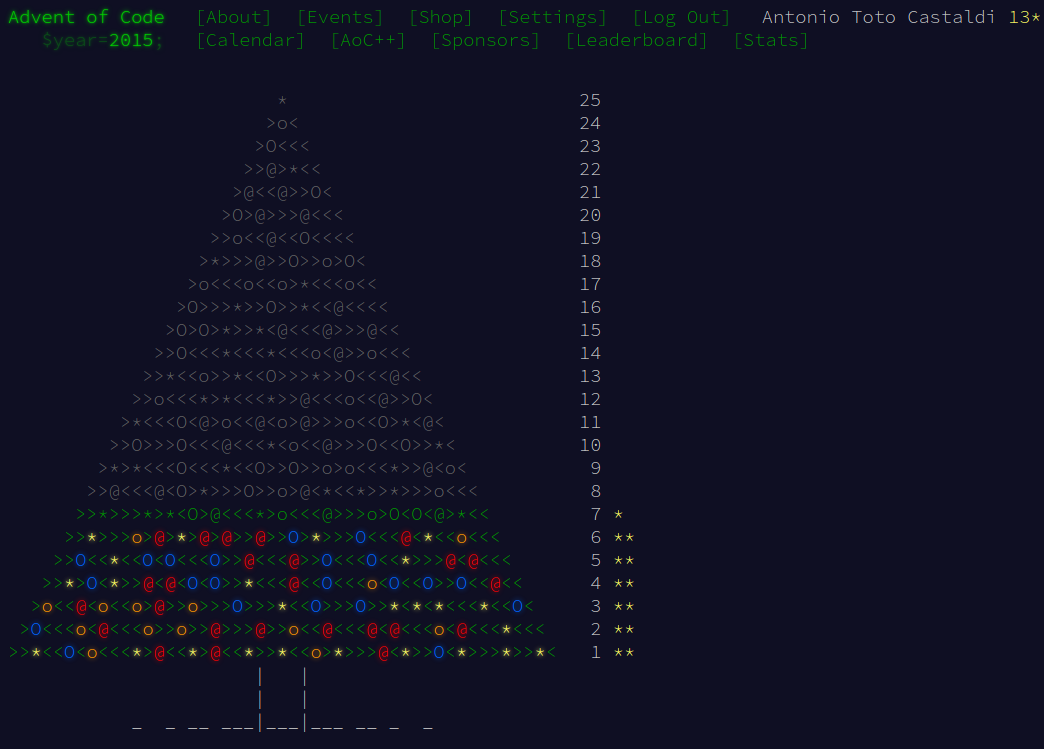 Advent of Code [About] [Events] [Shop] [Settings] [Log Out] Antonio Toto Castaldi 13*
$year=2015; [Calendar] [AoC++] [Sponsors] [Leaderboard] [Stats]
* 25
>o< 24
>O<<< 23
>>@>*<< 22
>@<<@>>O< 21
>O>@>>>@<<< 20
>>o<<@<<O<<<< 19
>*>>>@>>O>>o>O< 18
>o<<<o<<o>*<<<o<< 17
>O>>>*>>O>>*<<@<<<< 16
>O>O>*>>*<@<<<@>>>@<< 15
>>O<<<*<<<*<<<o<@>>o<<< 14
>>*<<o>>*<<O>>>*>>O<<<@<< 13
>>o<<<*>*<<<*>>@<<<o<<@>>O< 12
>*<<<O<@>o<<@<o>@>>>o<<O>*<@< 11
>>O>>>O<<<@<<<*<o<<@>>>O<<O>>*< 10
>*>*<<<O<<<*<<O>>O>>o>o<<<*>>@<o< 9
>>@<<<@<O>*>>>O>>o>@<*<<*>>*>>>o<<< 8
>>*>>>*>*<O>@<<<*>o<<<@>>>o>O<O<@>*<< 7 *
>>*>>>o>@>*>@>@>>@>>O>*>>>O<<<@<*<<o<<< 6 **
>>O<<*<<O<O<<<O>>@<<<@>>O<<<O<<*>>>@<@<<< 5 **
>>*>O>*>>@<@<O<O>>*<<<@<<O<<<o<O<<O>>O<<@<< 4 **
>o<<@<o<<o>@>>o>>>O>>>*<<O>>>O>>*<*<*<<<*<<O< 3 **
>O<<<o<@<<<o>>o>>@>>>@>>o<<@<<<@<@<<<o<@<<<*<<< 2 **
>>*<<O<o<<<*>@<<*>@<<*>>*<<o>*>>>@<*>>O<*>>>*>>*< 1 **
| |
| |
_ _ __ ___|___|___ __ _ _